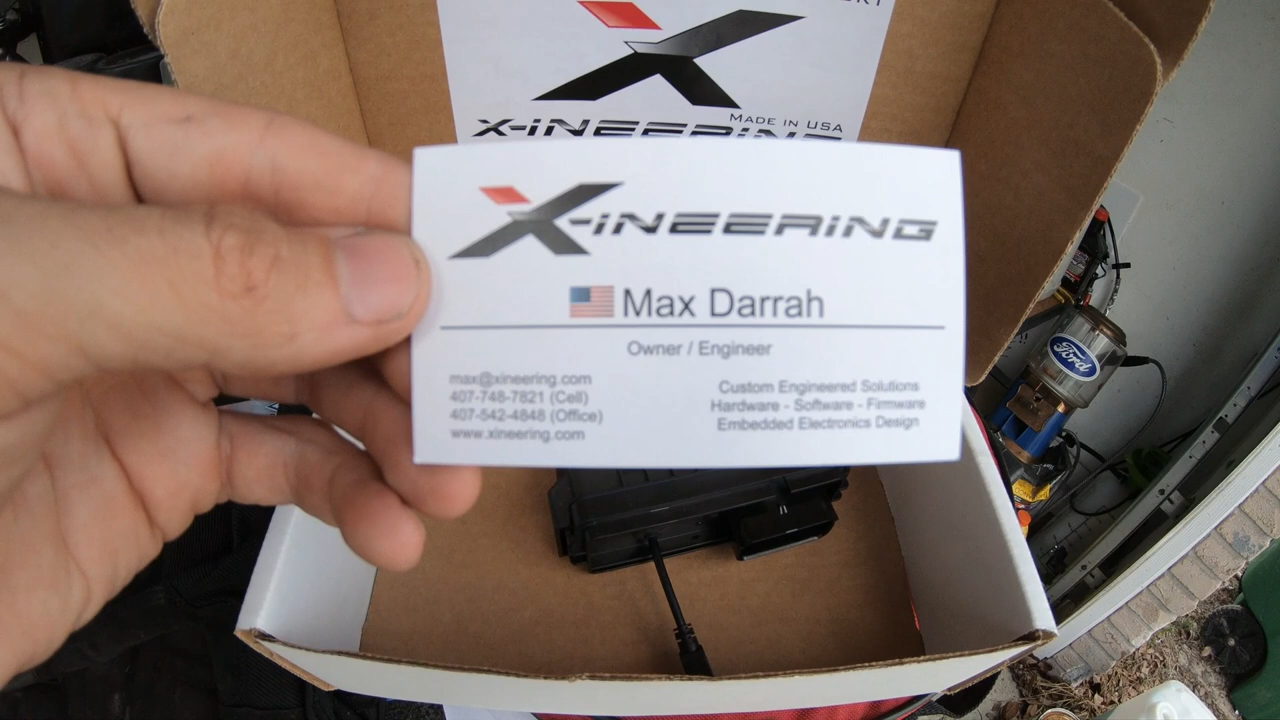 MADE IN USA
X-INEERING
X-INEERING
Max Darrah
Owner / Engineer
max@xineering.com
407-748-7821 (Cell)
407-542-4848 (Office)
www.xineering.com
Custom Engineered Solutions
Hardware - Software - Firmware
Embedded Electronics Design
Ford